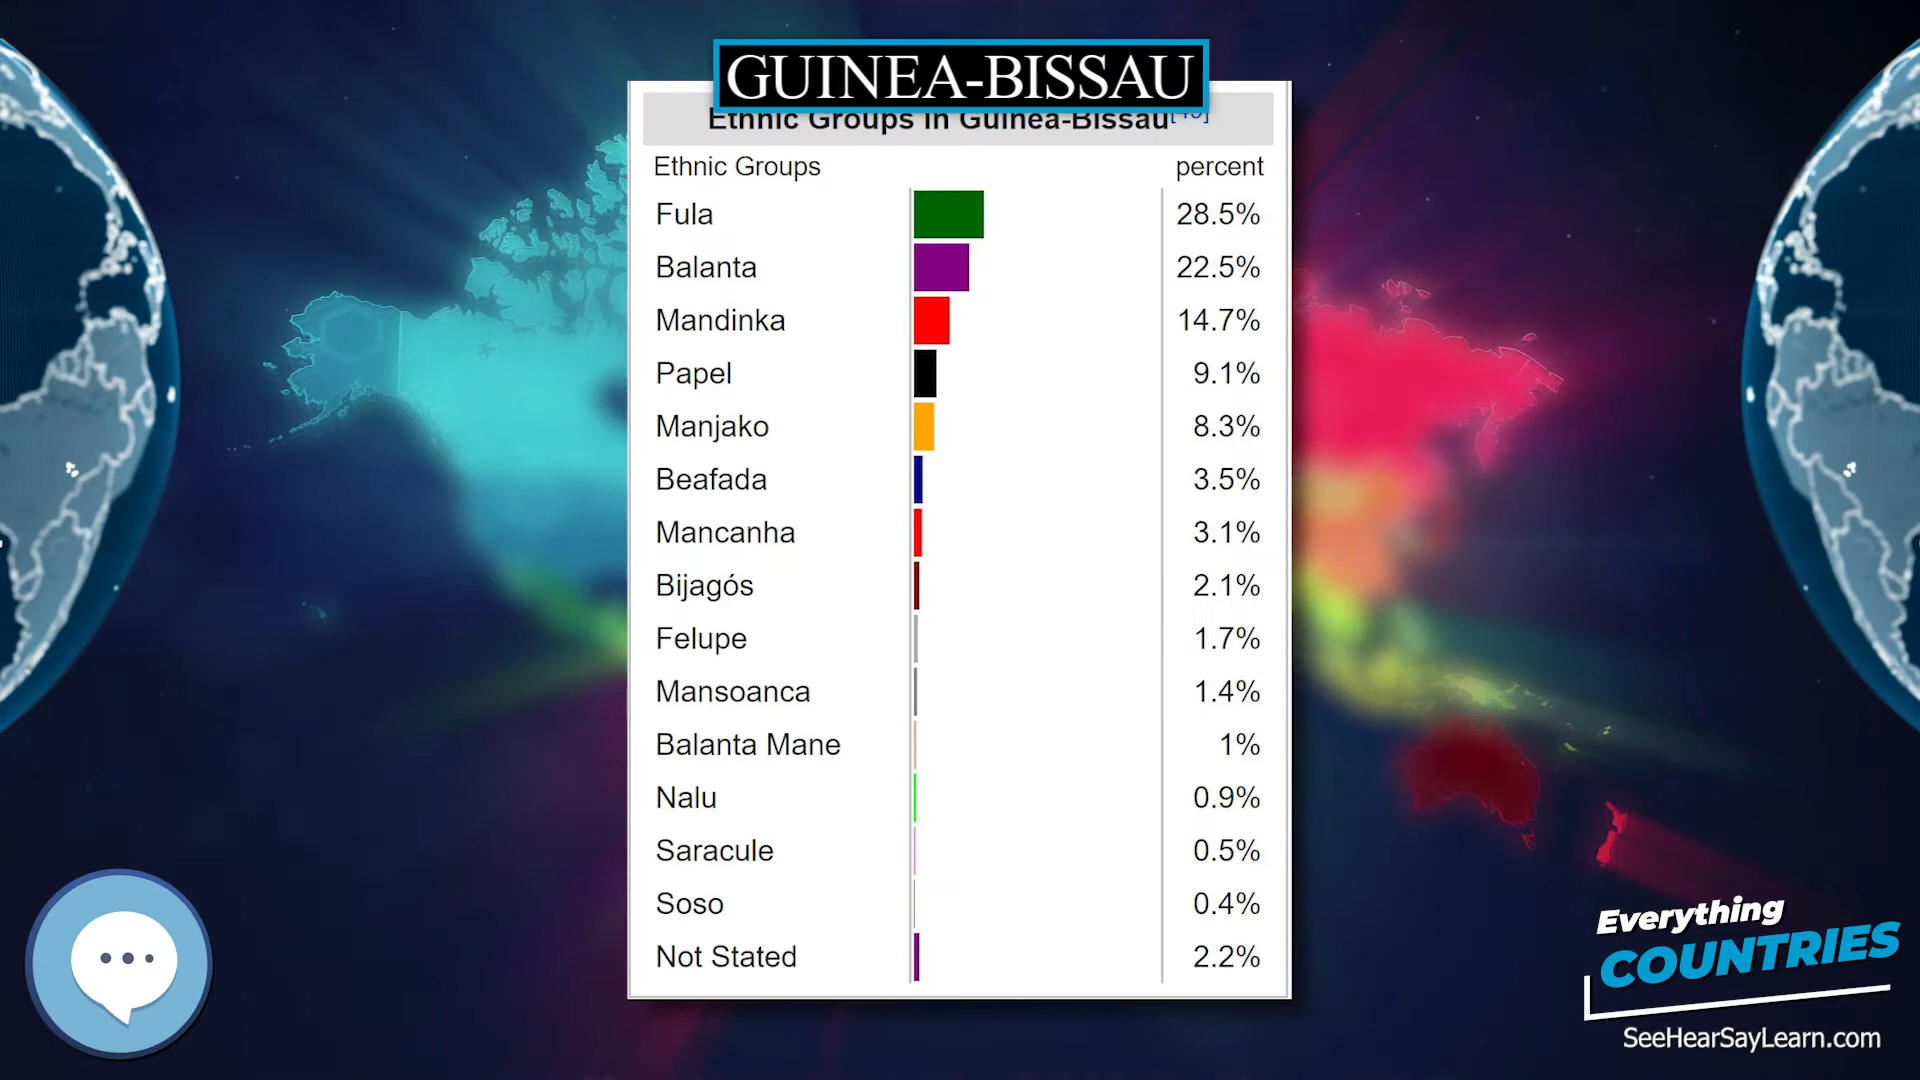 GUINEA-BISSAU
Ethnic Groups in Guinea-Bissau
Ethnic Groups percent
Fula 28.5%
Balanta 22.5%
Mandinka 14.7%
Papel 9.1%
Manjako 8.3%
Beafada 3.5%
Mancanha 3.1%
Bijagós 2.1%
Felupe 1.7%
Mansoanca 1.4%
Balanta Mane 1%
Nalu 0.9%
Saracule 0.5%
Soso 0.4%
Not Stated 2.2%
Everything
COUNTRIES
SeeHearSayLearn.com